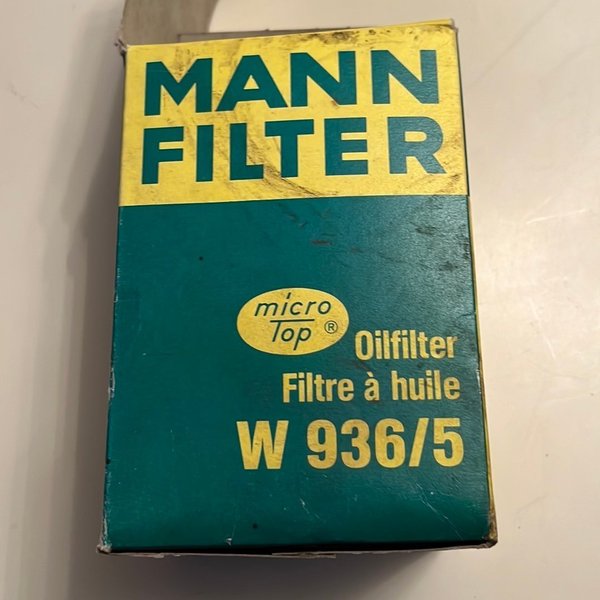 MANN
FILTER
micro
Top ®
Oilfilter
Filtre à huile
W 936/5